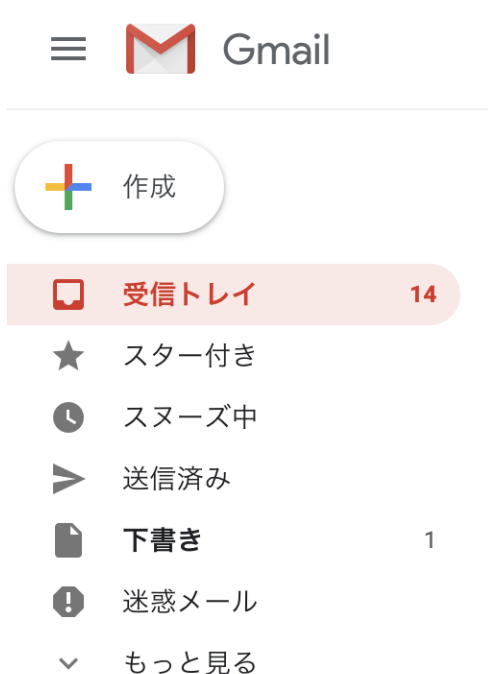 Gmail
作成
受信トレイ 14
スター付き
スヌーズ中
送信済み
下書き 1
迷惑メール
もっと見る